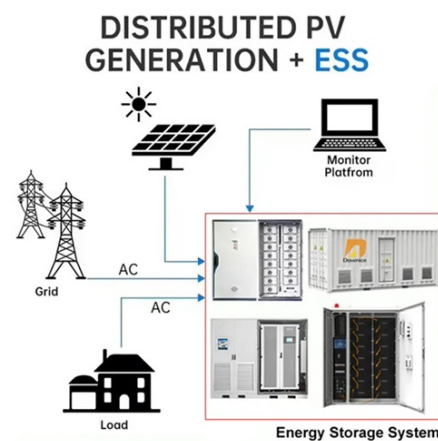 DISTRIBUTED PV
GENERATION + ESS
Monitor
Platfrom
AC
Grid
AC
Load
Energy Storage System